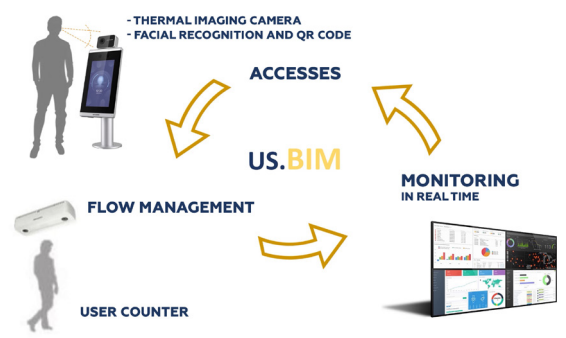 - THERMAL IMAGING CAMERA
- FACIAL RECOGNITION AND QR CODE
ACCESSES
US.BIM
MONITORING
IN REAL TIME
FLOW MANAGEMENT
USER COUNTER